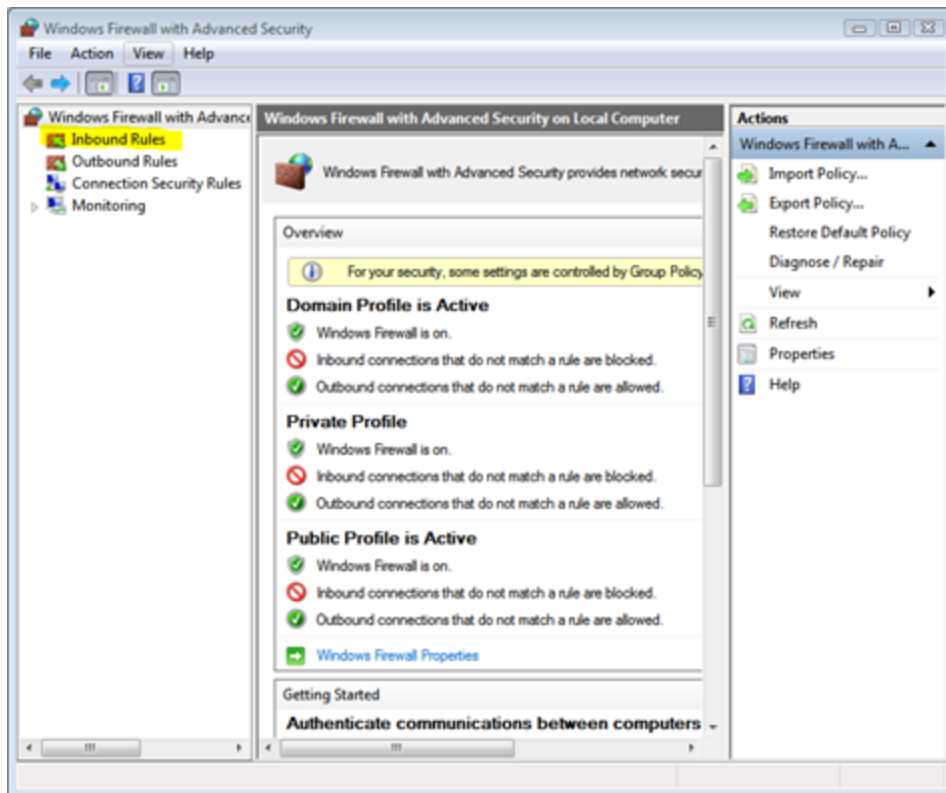 Windows Firewall with Advanced Security
File Action View Help
Windows Firewall with Advance
Inbound Rules
Outbound Rules
Connection Security Rules
Monitoring
Windows Firewall with Advanced Security on Local Computer
Windows Firewall with Advanced Security provides network secur
Overview
For your security, some settings are controlled by Group Policy
Domain Profile is Active
Windows Firewall is on.
Inbound connections that do not match a rule are blocked.
Outbound connections that do not match a rule are allowed.
Private Profile
Windows Firewall is on.
Inbound connections that do not match a rule are blocked.
Outbound connections that do not match a rule are allowed.
Public Profile is Active
Windows Firewall is on.
Inbound connections that do not match a rule are blocked.
Outbound connections that do not match a rule are allowed.
Windows Firewall Properties
Getting Started
Authenticate communications between computers
Actions
Windows Firewall with A...
Import Policy...
Export Policy...
Restore Default Policy
Diagnose / Repair
View
Refresh
Properties
Help